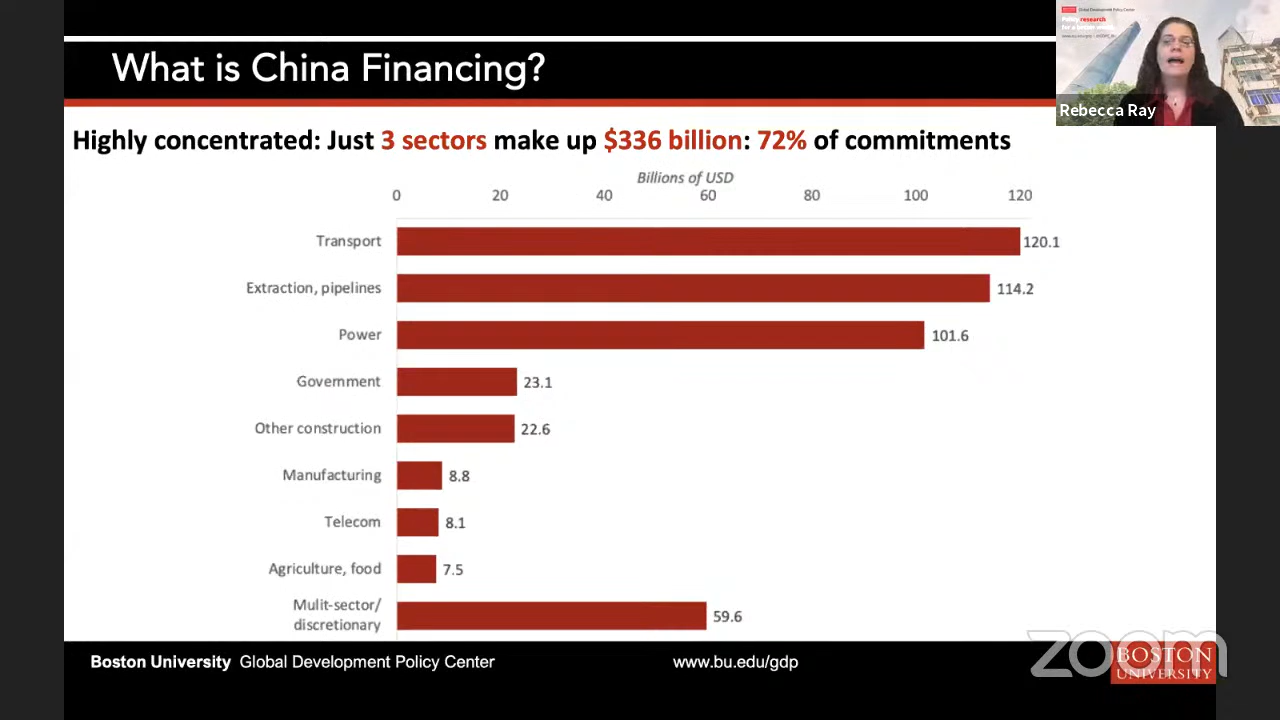 What is China Financing?
research
Rebecca Ray
Highly concentrated: Just 3 sectors make up $336 billion: 72% of commitments
Billions of USD
0 20 40 60 80 100 120
Transport 120.1
Extraction, pipelines 114.2
Power 101.6
Government 23.1
Other construction 22.6
Manufacturing 8.8
Telecom 8.1
Agriculture, food 7.5
Mulit-sector/
discretionary 59.6
Boston University Global Development Policy Center
www.bu.edu/gdp
zoom
BOSTON
UNIVERSITY